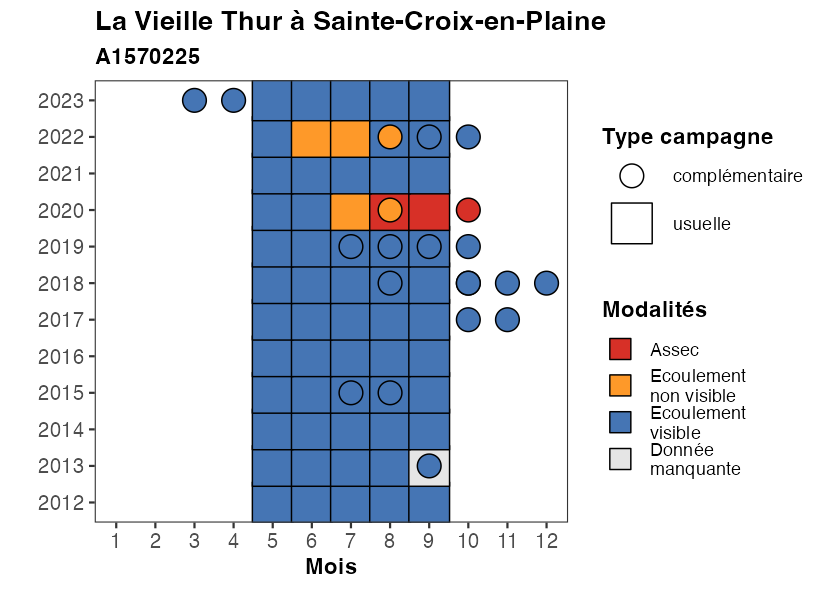 La Vieille Thur à Sainte-Croix-en-Plaine
A1570225
2023
2022
2021
2020
2019
2018
2017
2016
2015
2014
2013
2012
1 2 3 4 5 6 7 8 9 10 11 12
Mois
Type campagne
complémentaire
usuelle
Modalités
Assec
Ecoulement
non visible
Ecoulement
visible
Donnée
manquante